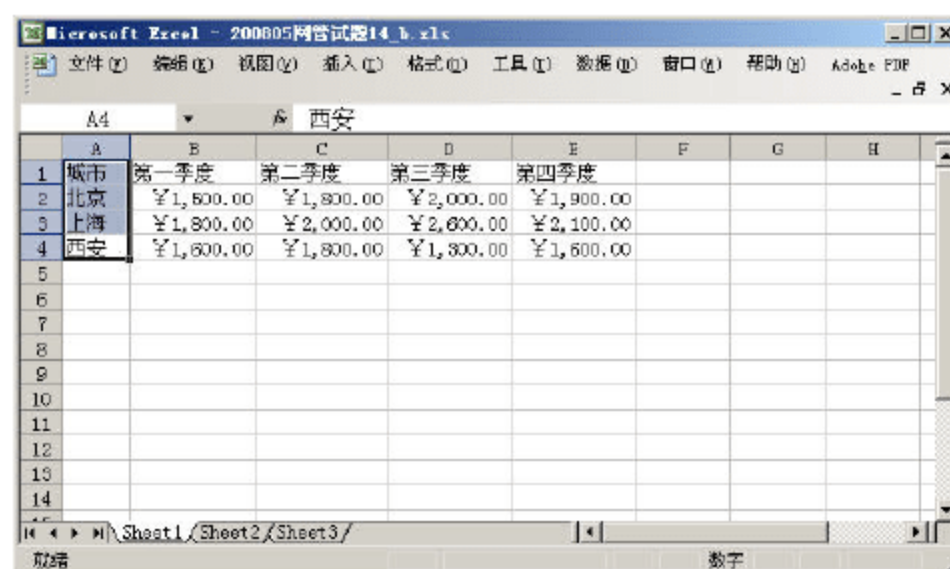 Microsoft Excel - 200805网管试题14_b.xls
文件(F) 编辑(E) 视图(V) 插入(I) 格式(O) 工具(T) 数据(D) 窗口(W) 帮助(H) Adobe PDF
A4 fx 西安
A B C D E F G H
1 城市 第一季度 第二季度 第三季度 第四季度
2 北京 ¥1,500.00 ¥1,800.00 ¥2,000.00 ¥1,900.00
3 上海 ¥1,800.00 ¥2,000.00 ¥2,600.00 ¥2,100.00
4 西安 ¥1,600.00 ¥1,800.00 ¥1,300.00 ¥1,600.00
5
6
7
8
9
10
11
12
13
14
Sheet1 Sheet2 Sheet3
就绪 数字